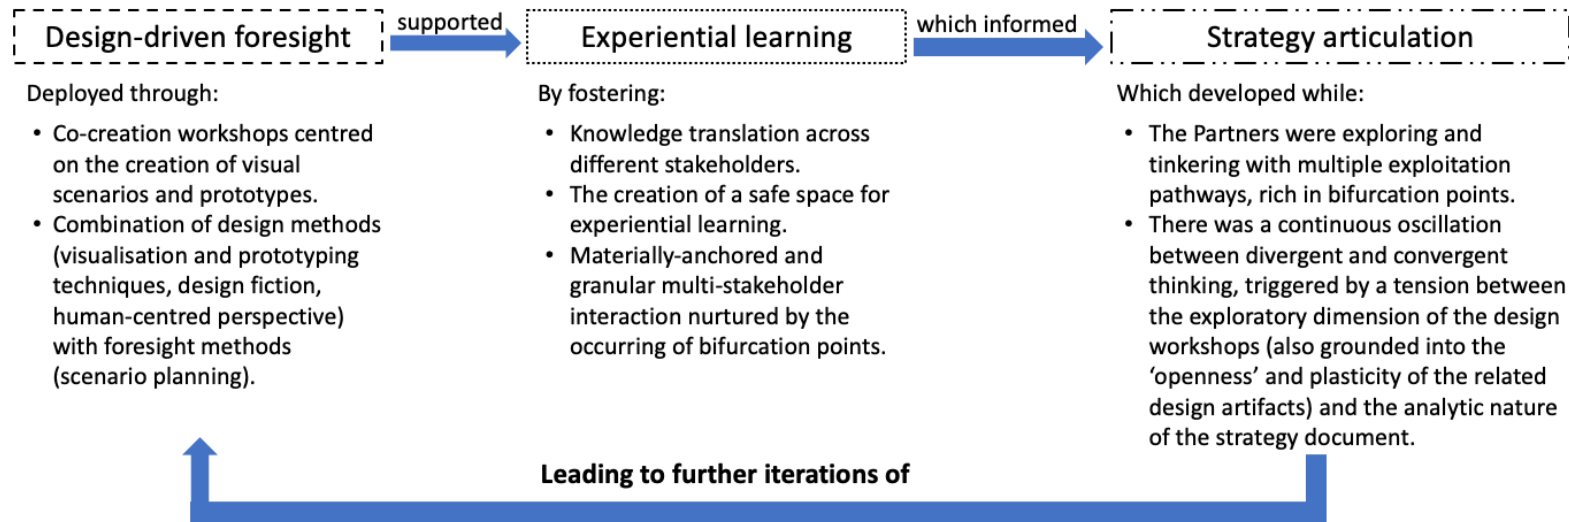 Design-driven foresight
supported
Experiential learning
which informed
Strategy articulation
Deployed through:
• Co-creation workshops centred
on the creation of visual
scenarios and prototypes.
• Combination of design methods
(visualisation and prototyping
techniques, design fiction,
human-centred perspective)
with foresight methods
(scenario planning).
By fostering:
• Knowledge translation across
different stakeholders.
• The creation of a safe space for
experiential learning.
• Materially-anchored and
granular multi-stakeholder
interaction nurtured by the
occurring of bifurcation points.
Which developed while:
• The Partners were exploring and
tinkering with multiple exploitation
pathways, rich in bifurcation points.
• There was a continuous oscillation
between divergent and convergent
thinking, triggered by a tension between
the exploratory dimension of the design
workshops (also grounded into the
‘openness’ and plasticity of the related
design artifacts) and the analytic nature
of the strategy document.
Leading to further iterations of